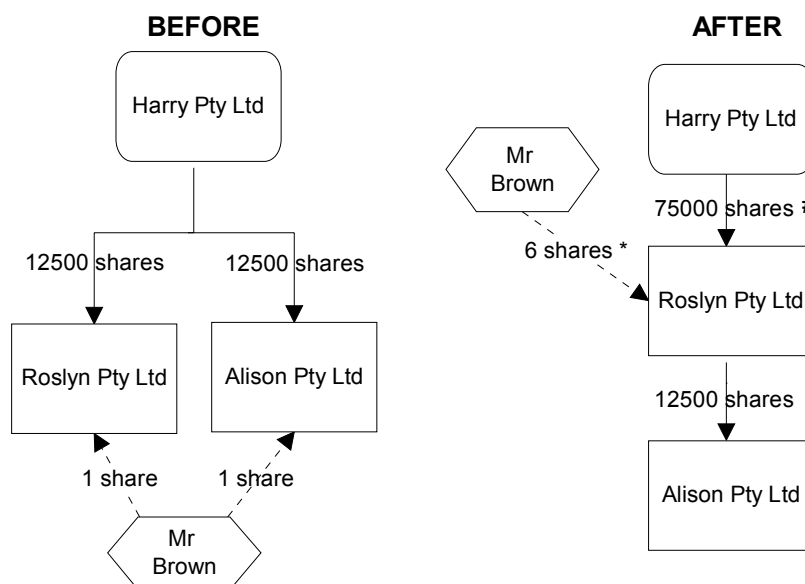 BEFORE
Harry Pty Ltd
12500 shares
12500 shares
Roslyn Pty Ltd
Alison Pty Ltd
1 share
1 share
Mr
Brown
AFTER
Harry Pty Ltd
Mr
Brown
75000 shares
6 shares *
Roslyn Pty Ltd
12500 shares
Alison Pty Ltd